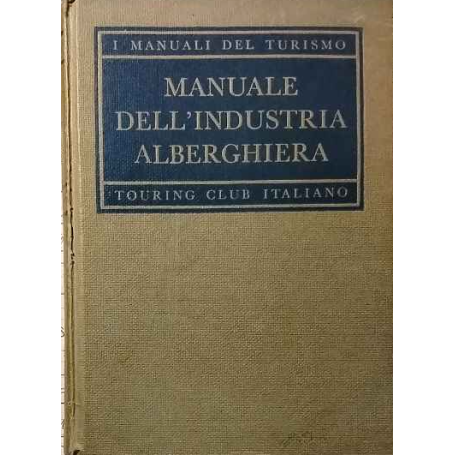 I MANUALI DEL TURISMO
MANUALE
DELL'INDUSTRIA
ALBERGHIERA
TOURING CLUB ITALIANO